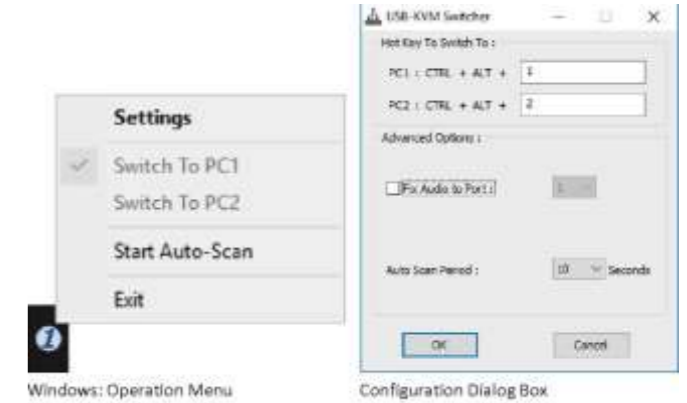 Settings
Switch To PC1
Switch To PC2
Start Auto-Scan
Exit
1
Windows: Operation Menu
USB-KVM Switcher
Hot Key To Switch To :
PC1 : CTRL + ALT + 1
PC2 : CTRL + ALT + 2
Advanced Options :
Fix Audio to Port :
1
Auto Scan Period : 10 Seconds
OK
Cancel
Configuration Dialog Box